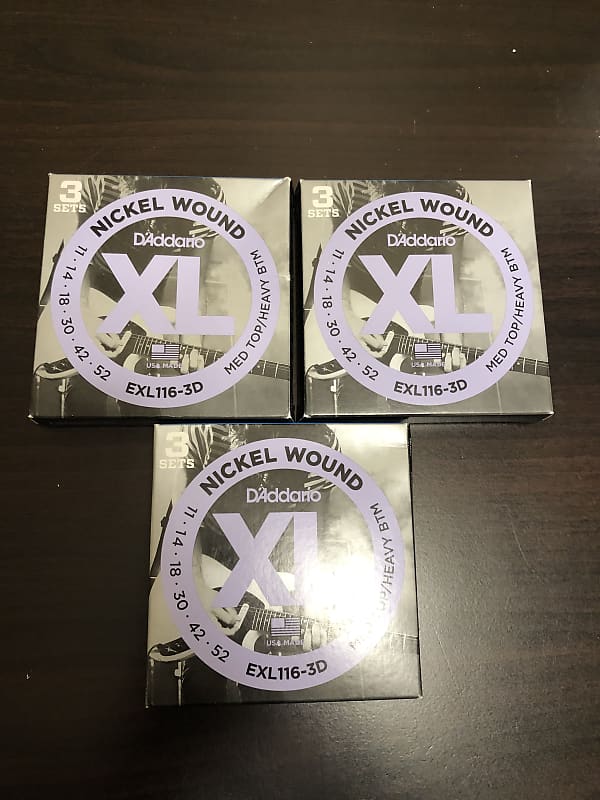 3
SETS
NICKEL WOUND
D'Addario
XL
11 · 14 · 18 · 30 · 42 · 52
MED TOP/HEAVY BTM
USA MADE
EXL116-3D
3
SETS
NICKEL WOUND
D'Addario
XL
11 · 14 · 18 · 30 · 42 · 52
MED TOP/HEAVY BTM
USA MADE
EXL116-3D
3
SETS
NICKEL WOUND
D'Addario
XL
11 · 14 · 18 · 30 · 42 · 52
/HEAVY BTM
USA MADE
EXL116-3D